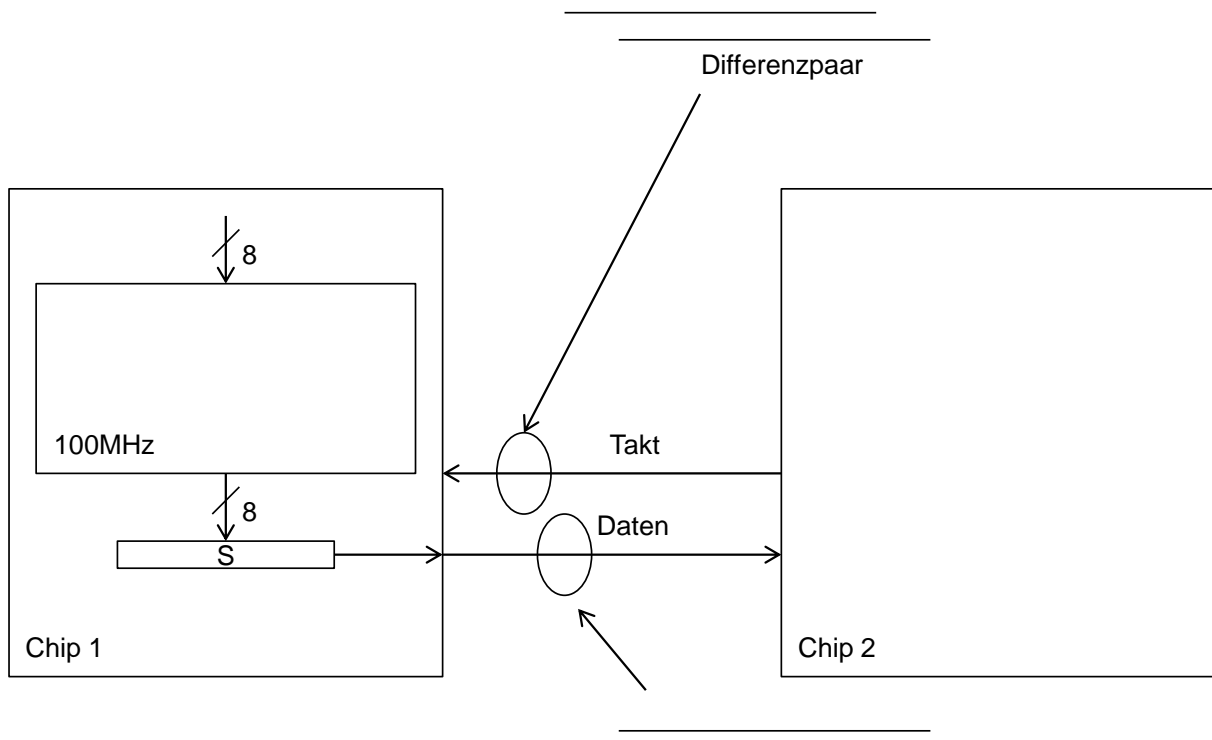 Differenzpaar
8
100MHz
Takt
8
Daten
S
Chip 1
Chip 2